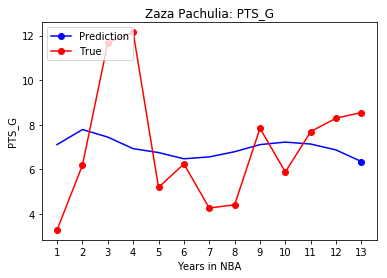 Zaza Pachulia: PTS_G
Prediction
True
PTS_G
12
10
8
6
4
1 2 3 4 5 6 7 8 9 10 11 12 13
Years in NBA